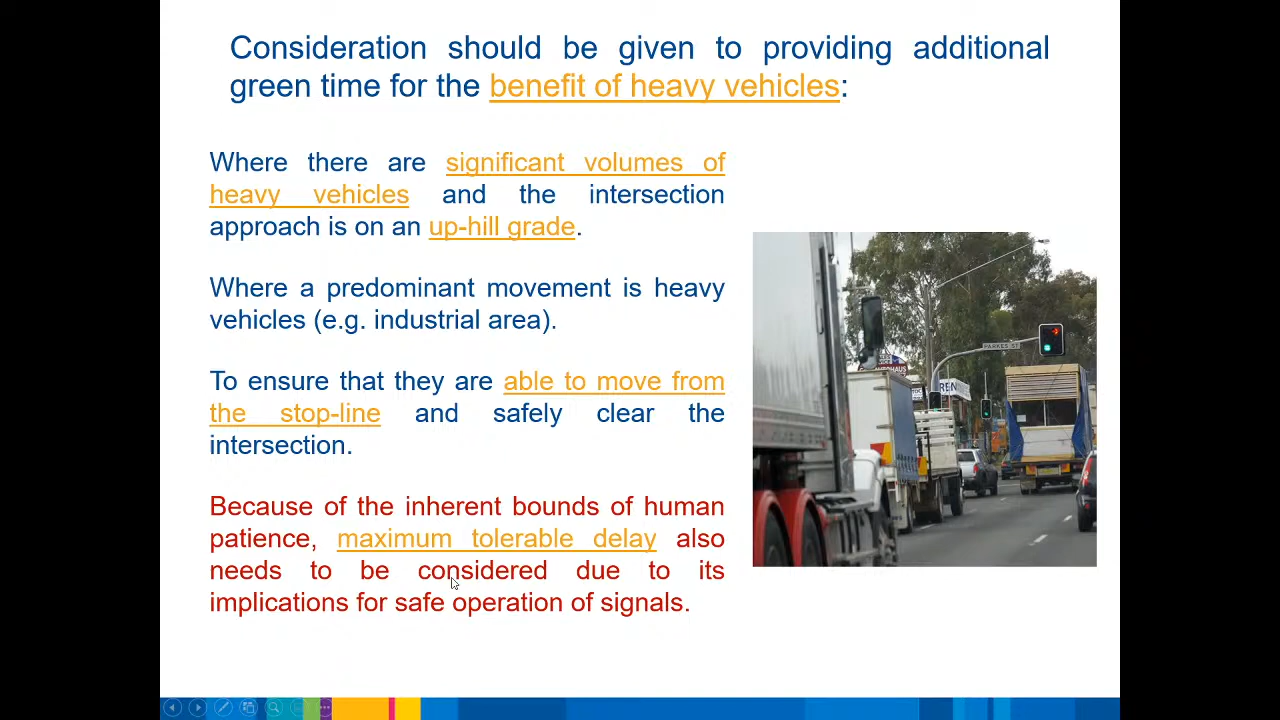 Consideration should be given to providing additional
green time for the benefit of heavy vehicles:
Where there are significant volumes of
heavy vehicles and the intersection
approach is on an up-hill grade.
Where a predominant movement is heavy
vehicles (e.g. industrial area).
To ensure that they are able to move from
the stop-line and safely clear the
intersection.
Because of the inherent bounds of human
patience, maximum tolerable delay also
needs to be considered due to its
implications for safe operation of signals.
PARKES ST
AUTOHAUS